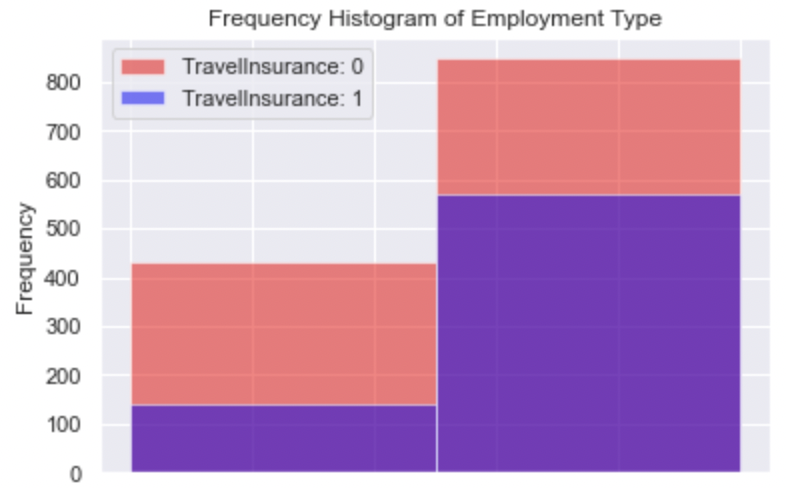 Frequency Histogram of Employment Type
TravelInsurance: 0
TravelInsurance: 1
Frequency
800
700
600
500
400
300
200
100
0